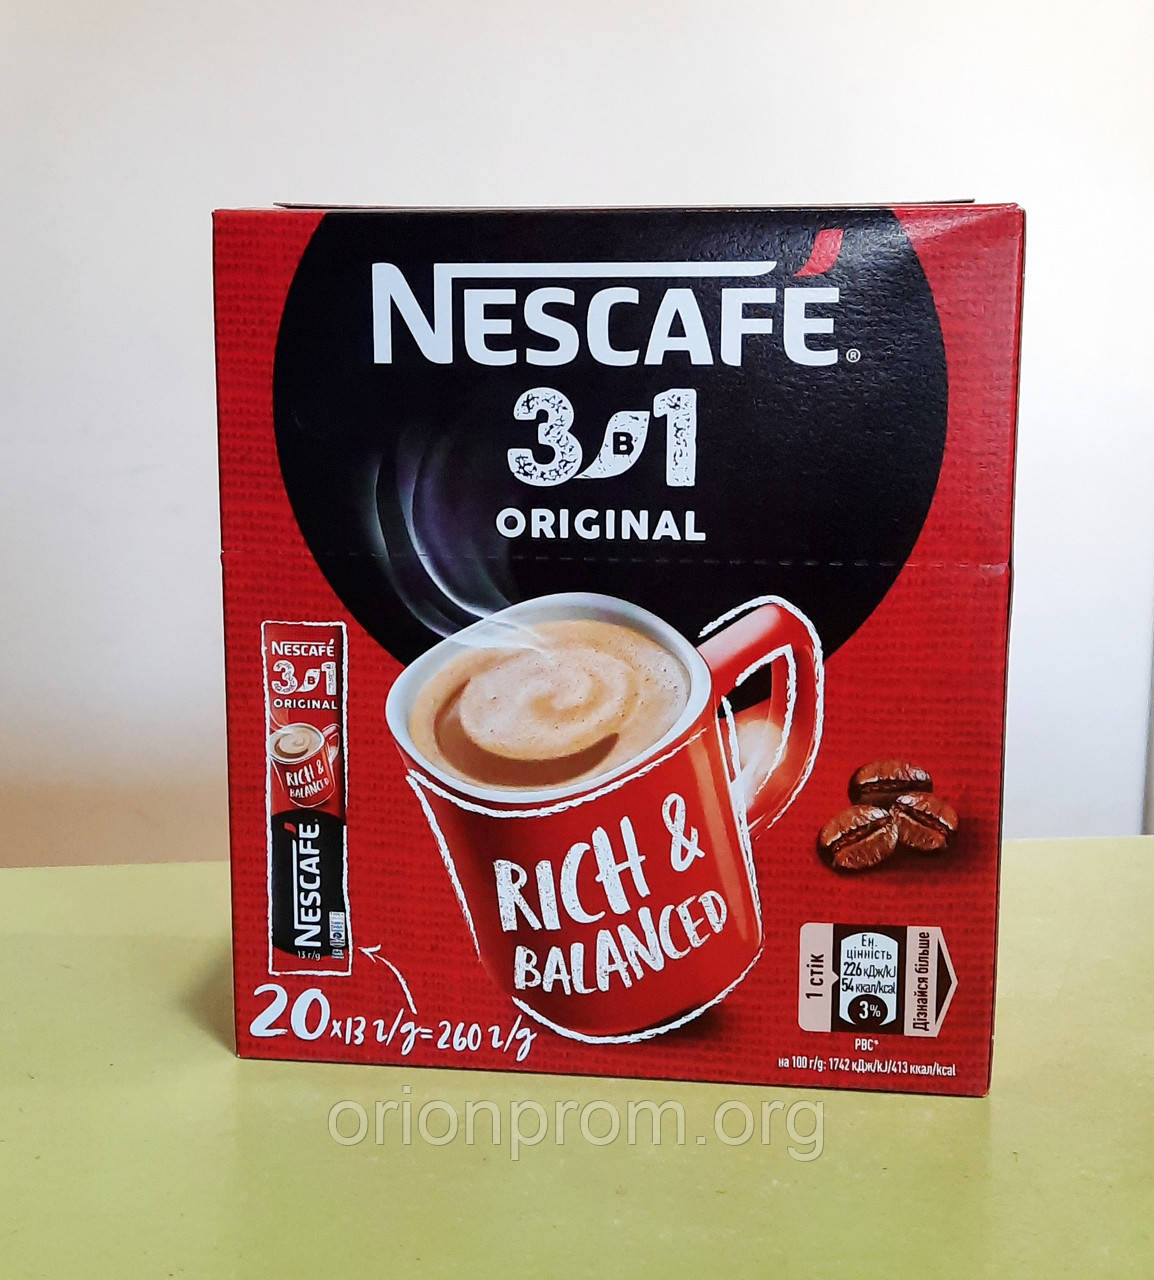 NESCAFÉ®
3 В 1
ORIGINAL
NESCAFÉ
3 В 1
ORIGINAL
RICH &
BALANCED
NESCAFÉ
13 г/g
RICH &
BALANCED
20x13 г/g=260 г/g
1 стік
Ен.
цінність
226 кДж/kJ
54 ккал/kcal
3%
Дізнайся більше
РВС*
на 100 г/g: 1742 кДж/kJ/413 ккал/kcal
orionprom.org